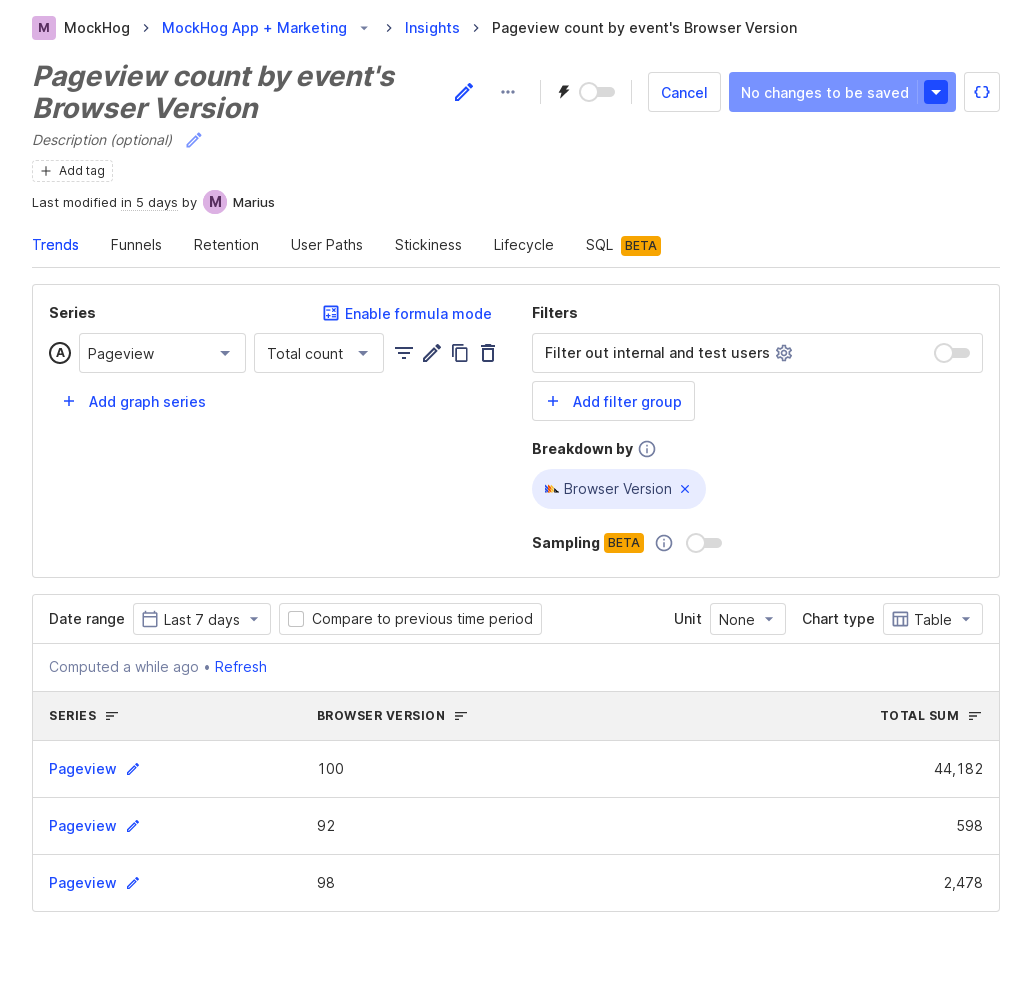 M MockHog MockHog App + Marketing Insights Pageview count by event's Browser Version
Pageview count by event's
Browser Version
Cancel No changes to be saved
Description (optional)
Add tag
Last modified in 5 days by M Marius
Trends Funnels Retention User Paths Stickiness Lifecycle SQL BETA
Series Enable formula mode
A Pageview Total count
Add graph series
Filters
Filter out internal and test users
Add filter group
Breakdown by
Browser Version
Sampling BETA
Date range Last 7 days Compare to previous time period Unit None Chart type Table
Computed a while ago • Refresh
SERIES BROWSER VERSION TOTAL SUM
Pageview 100 44,182
Pageview 92 598
Pageview 98 2,478